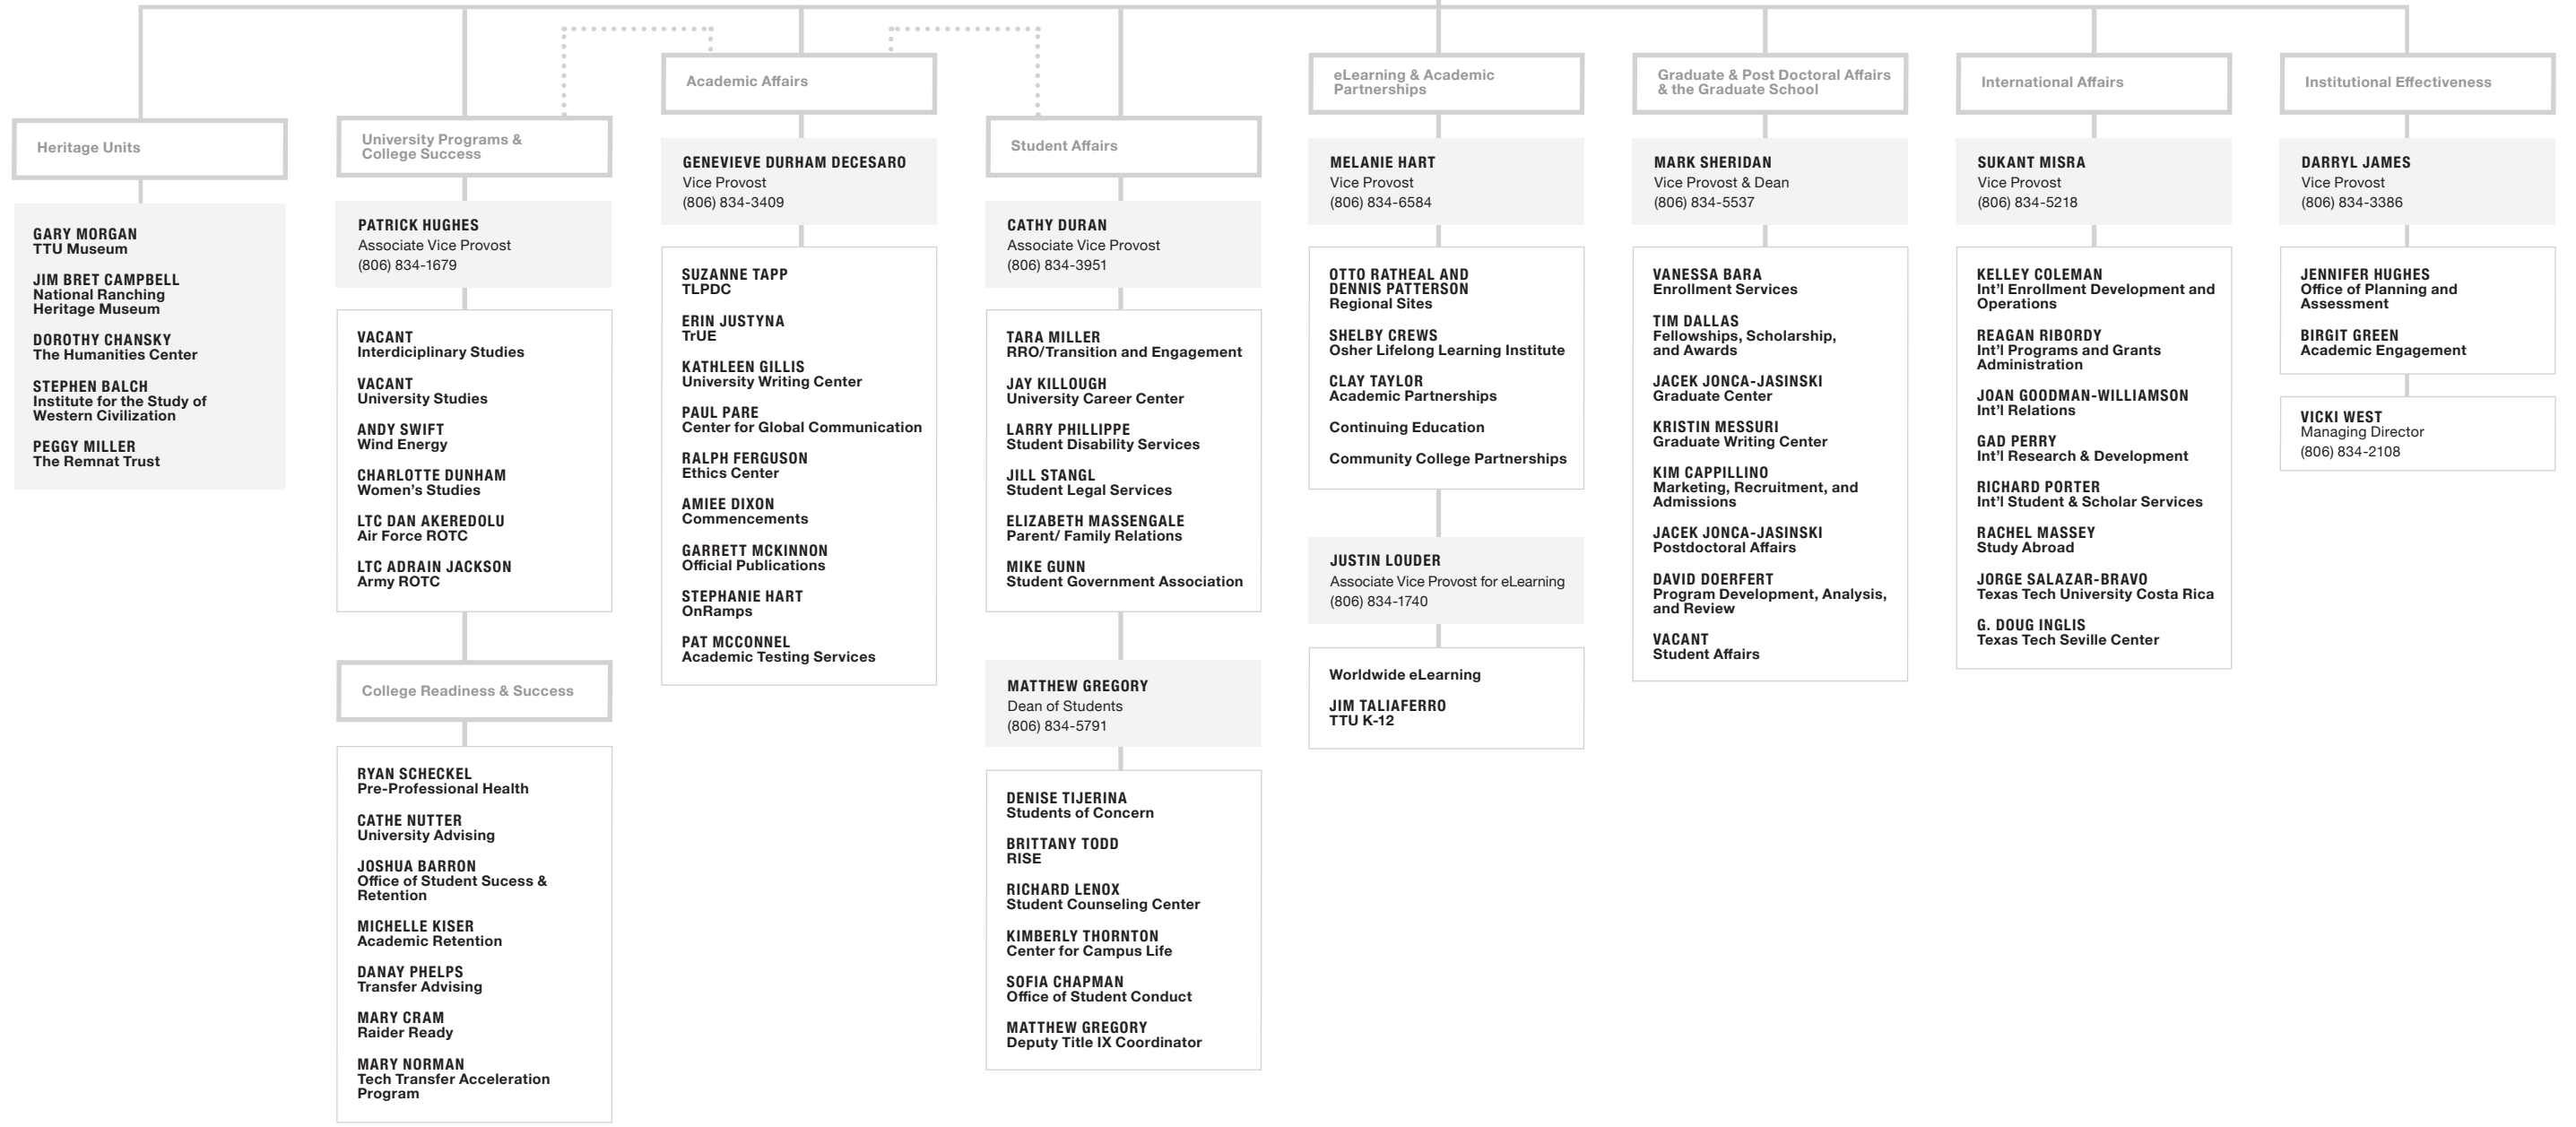 Heritage Units
GARY MORGAN
TTU Museum
JIM BRET CAMPBELL
National Ranching
Heritage Museum
DOROTHY CHANSKY
The Humanities Center
STEPHEN BALCH
Institute for the Study of
Western Civilization
PEGGY MILLER
The Remnat Trust
University Programs &
College Success
PATRICK HUGHES
Associate Vice Provost
(806) 834-1679
VACANT
Interdiciplinary Studies
VACANT
University Studies
ANDY SWIFT
Wind Energy
CHARLOTTE DUNHAM
Women's Studies
LTC DAN AKEREDOLU
Air Force ROTC
LTC ADRAIN JACKSON
Army ROTC
College Readiness & Success
RYAN SCHECKEL
Pre-Professional Health
CATHE NUTTER
University Advising
JOSHUA BARRON
Office of Student Sucess &
Retention
MICHELLE KISER
Academic Retention
DANAY PHELPS
Transfer Advising
MARY CRAM
Raider Ready
MARY NORMAN
Tech Transfer Acceleration
Program
Academic Affairs
GENEVIEVE DURHAM DECESARO
Vice Provost
(806) 834-3409
SUZANNE TAPP
TLPDC
ERIN JUSTYNA
TrUE
KATHLEEN GILLIS
University Writing Center
PAUL PARE
Center for Global Communication
RALPH FERGUSON
Ethics Center
AMIEE DIXON
Commencements
GARRETT MCKINNON
Official Publications
STEPHANIE HART
OnRamps
PAT MCCONNEL
Academic Testing Services
Student Affairs
CATHY DURAN
Associate Vice Provost
(806) 834-3951
TARA MILLER
RRO/Transition and Engagement
JAY KILLOUGH
University Career Center
LARRY PHILLIPPE
Student Disability Services
JILL STANGL
Student Legal Services
ELIZABETH MASSENGALE
Parent/ Family Relations
MIKE GUNN
Student Government Association
MATTHEW GREGORY
Dean of Students
(806) 834-5791
DENISE TIJERINA
Students of Concern
BRITTANY TODD
RISE
RICHARD LENOX
Student Counseling Center
KIMBERLY THORNTON
Center for Campus Life
SOFIA CHAPMAN
Office of Student Conduct
MATTHEW GREGORY
Deputy Title IX Coordinator
eLearning & Academic
Partnerships
MELANIE HART
Vice Provost
(806) 834-6584
OTTO RATHEAL AND
DENNIS PATTERSON
Regional Sites
SHELBY CREWS
Osher Lifelong Learning Institute
CLAY TAYLOR
Academic Partnerships
Continuing Education
Community College Partnerships
JUSTIN LOUDER
Associate Vice Provost for eLearning
(806) 834-1740
Worldwide eLearning
JIM TALIAFERRO
TTU K-12
Graduate & Post Doctoral Affairs
& the Graduate School
MARK SHERIDAN
Vice Provost & Dean
(806) 834-5537
VANESSA BARA
Enrollment Services
TIM DALLAS
Fellowships, Scholarship,
and Awards
JACEK JONCA-JASINSKI
Graduate Center
KRISTIN MESSURI
Graduate Writing Center
KIM CAPPILLINO
Marketing, Recruitment, and
Admissions
JACEK JONCA-JASINSKI
Postdoctoral Affairs
DAVID DOERFERT
Program Development, Analysis,
and Review
VACANT
Student Affairs
International Affairs
SUKANT MISRA
Vice Provost
(806) 834-5218
KELLEY COLEMAN
Int'l Enrollment Development and
Operations
REAGAN RIBORDY
Int'l Programs and Grants
Administration
JOAN GOODMAN-WILLIAMSON
Int'l Relations
GAD PERRY
Int'l Research & Development
RICHARD PORTER
Int'l Student & Scholar Services
RACHEL MASSEY
Study Abroad
JORGE SALAZAR-BRAVO
Texas Tech University Costa Rica
G. DOUG INGLIS
Texas Tech Seville Center
Institutional Effectiveness
DARRYL JAMES
Vice Provost
(806) 834-3386
JENNIFER HUGHES
Office of Planning and
Assessment
BIRGIT GREEN
Academic Engagement
VICKI WEST
Managing Director
(806) 834-2108